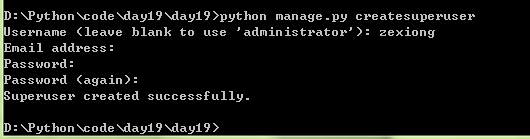 D:\Python\code\day19\day19>python manage.py createsuperuser
Username (leave blank to use 'administrator'): zexiong
Email address:
Password:
Password (again):
Superuser created successfully.
D:\Python\code\day19\day19>